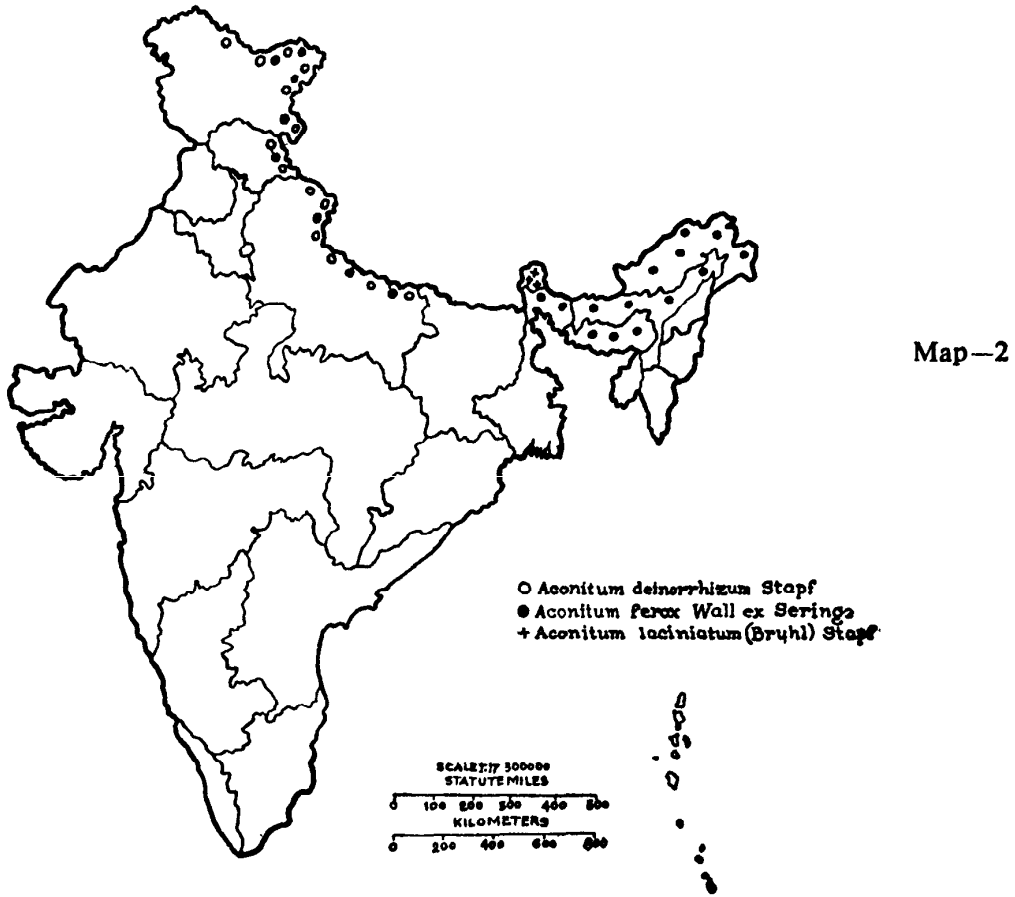 Map—2
○ Aconitum deinorrhizum Stapf
● Aconitum ferox Wall ex Seringe
+ Aconitum laciniatum (Bryhl) Stapf
SCALE 1:17 500000
STATUTE MILES
0 100 200 300 400 500
KILOMETERS
0 200 400 600 800